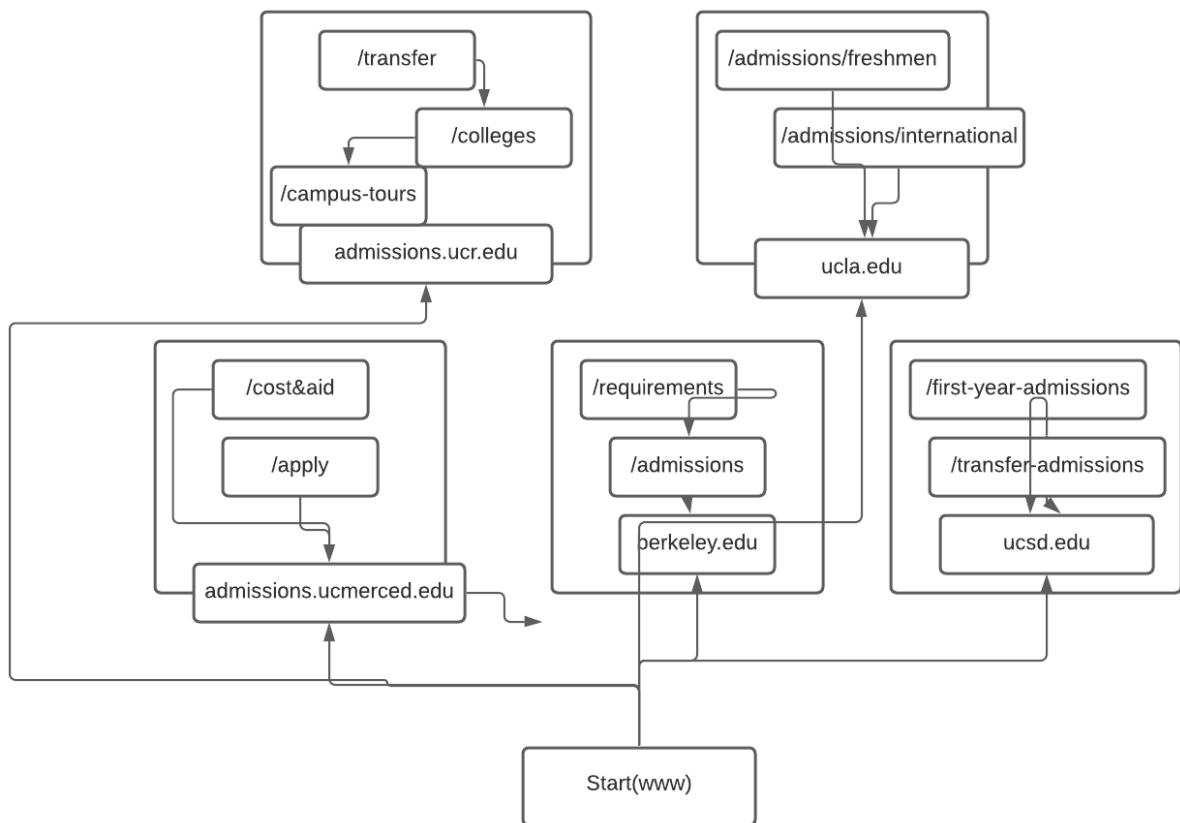 /transfer
/colleges
/campus-tours
admissions.ucr.edu
/admissions/freshmen
/admissions/international
ucla.edu
/cost&aid
/apply
admissions.ucmerced.edu
/requirements
/admissions
berkeley.edu
/first-year-admissions
/transfer-admissions
ucsd.edu
Start(www)